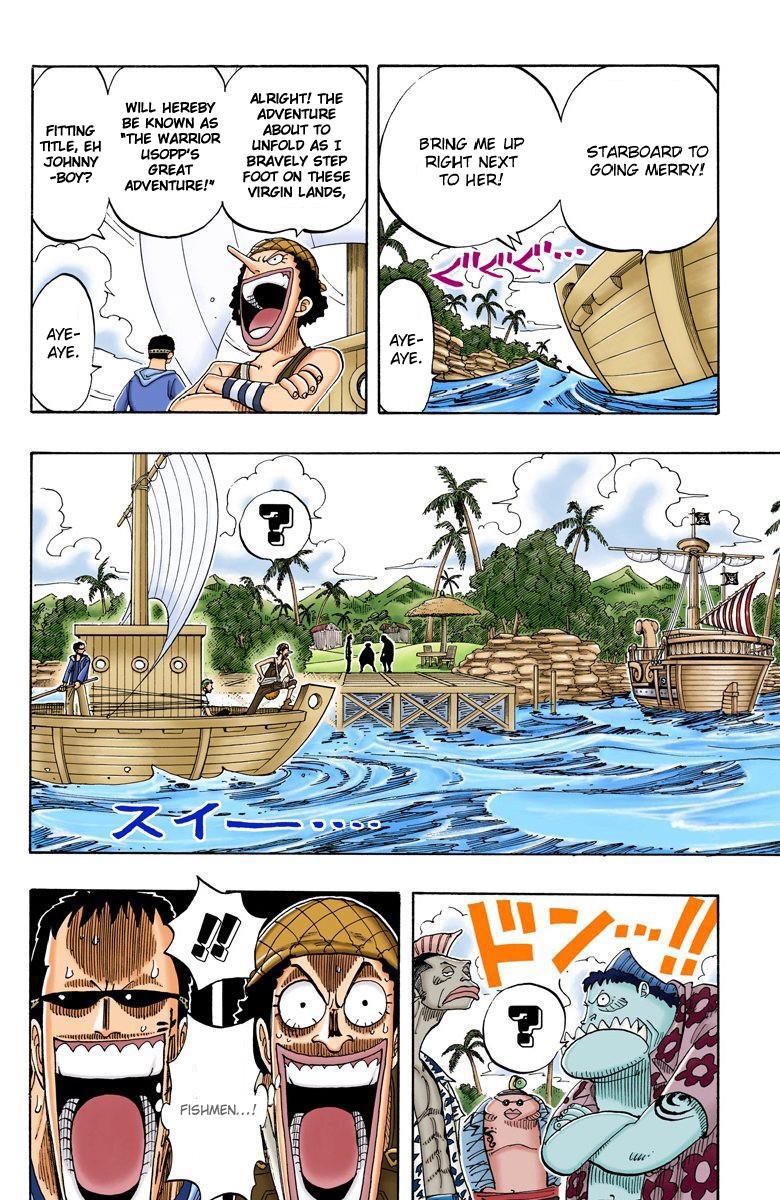 STARBOARD TO
GOING MERRY!
BRING ME UP
RIGHT NEXT
TO HER!
ぐぐぐ…
AYE-
AYE.
ALRIGHT! THE
ADVENTURE
ABOUT TO
UNFOLD AS I
BRAVELY STEP
FOOT ON THESE
VIRGIN LANDS,
WILL HEREBY
BE KNOWN AS
"THE WARRIOR
USOPP'S
GREAT
ADVENTURE!"
FITTING
TITLE, EH
JOHNNY
-BOY?
AYE-
AYE.
?
スイー····
ドン…!!
?
!!
FISHMEN...!